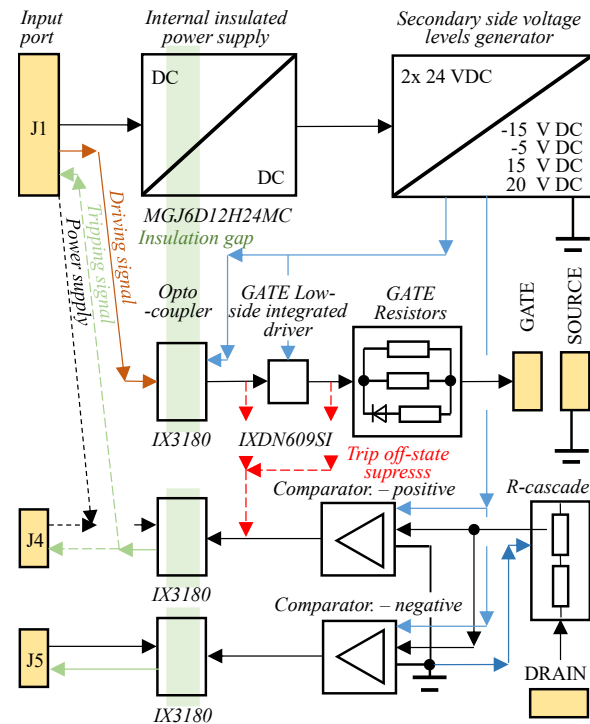 Input
port
Internal insulated
power supply
Secondary side voltage
levels generator
J1
DC
DC
2x 24 VDC
-15 V DC
-5 V DC
15 V DC
20 V DC
MGJ6D12H24MC
Insulation gap
Driving signal
Tripping signal
Power supply
Opto
-coupler
GATE Low-
side integrated
driver
GATE
Resistors
GATE
SOURCE
IX3180
IXDN609SI
Trip off-state
supresss
Comparator. – positive
R-cascade
J4
IX3180
Comparator. – negative
J5
IX3180
DRAIN